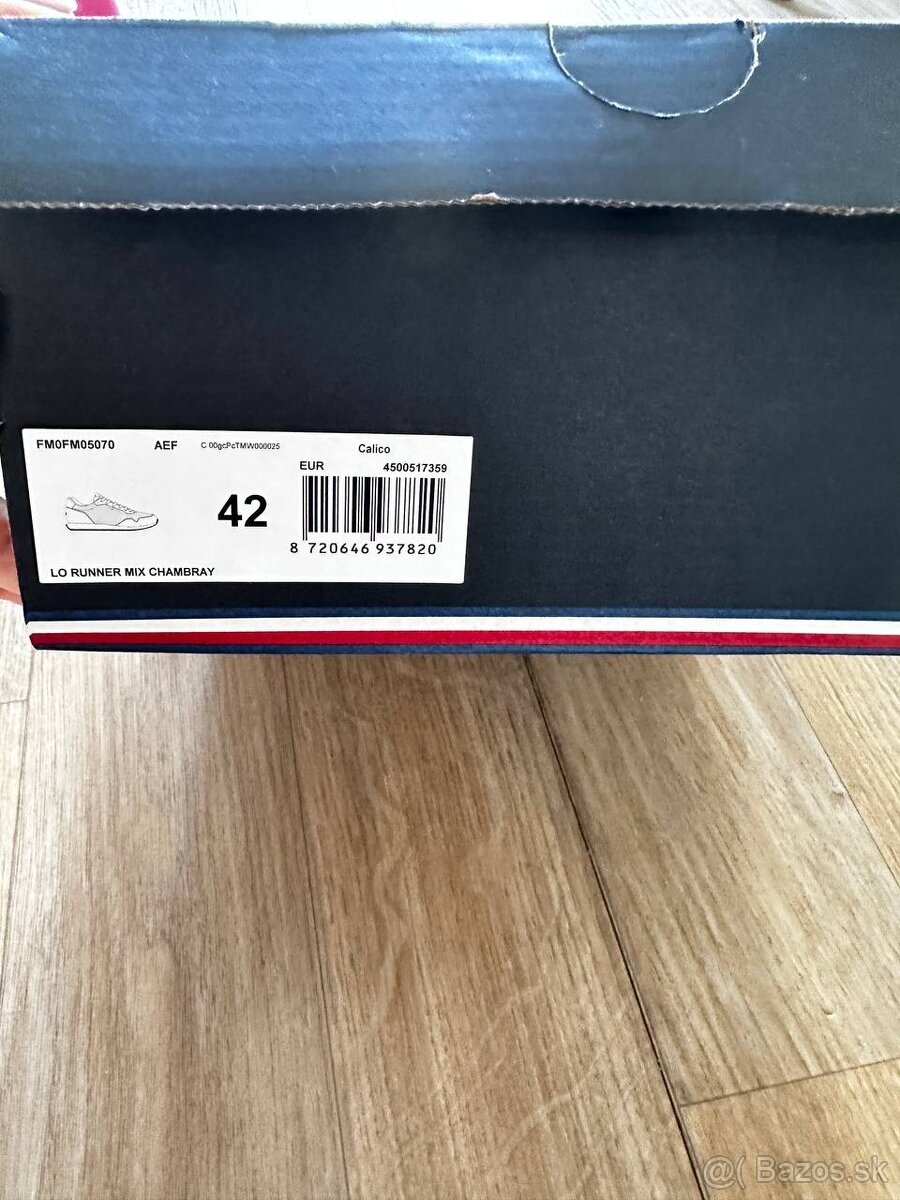 FM0FM05070 AEF C 00gcPcTMW000025 Calico
EUR 4500517359
42
8 720646 937820
LO RUNNER MIX CHAMBRAY
@( Bazos.sk